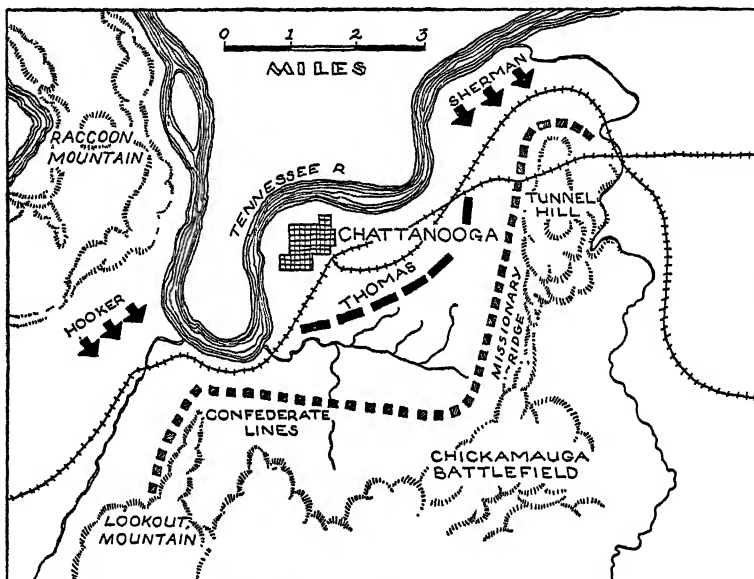 0 1 2 3
MILES
SHERMAN
RACCOON
MOUNTAIN
TENNESSEE R
TUNNEL
HILL
CHATTANOOGA
THOMAS
HOOKER
MISSIONARY
RIDGE
CONFEDERATE
LINES
CHICKAMAUGA
BATTLEFIELD
LOOKOUT
MOUNTAIN